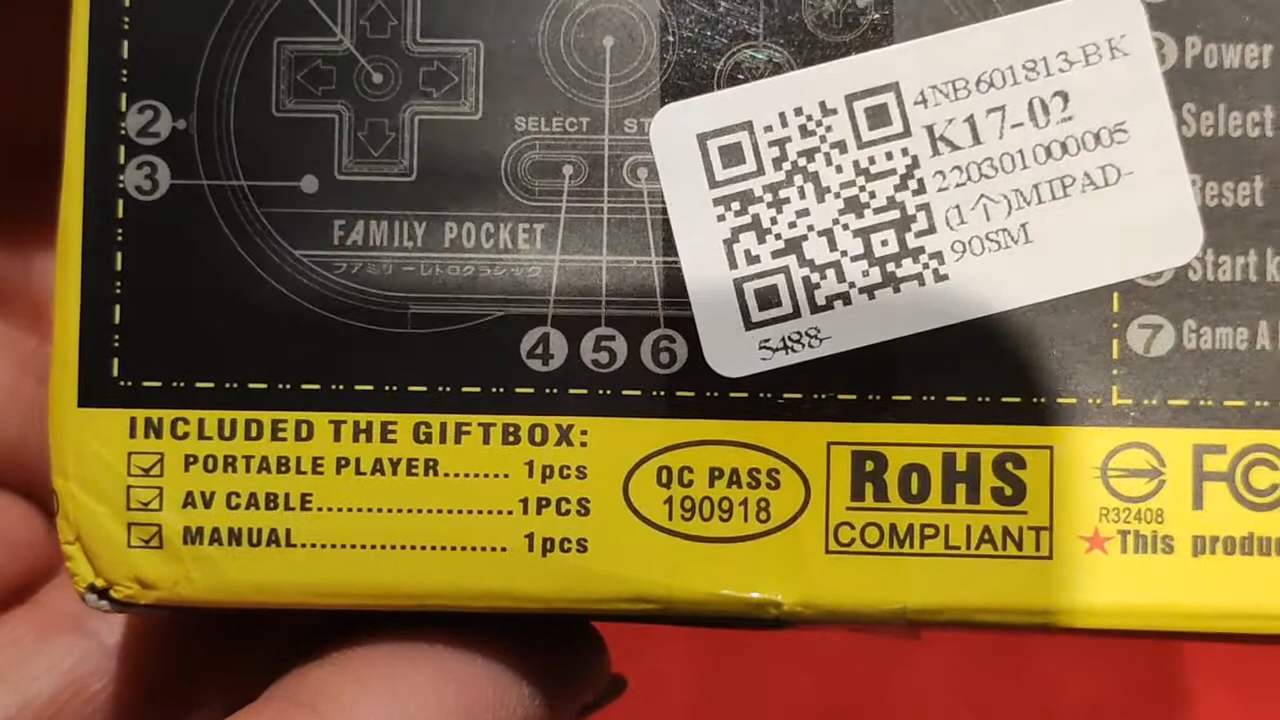 2
3
SELECT ST
FAMILY POCKET
ファミリーレトロクラシック
4 5 6
4NB601813-BK
K17-02
220301000005
(1个)MIPAD-
90SM
5488-
Power
Select
Reset
Start k
7 Game A
INCLUDED THE GIFTBOX:
PORTABLE PLAYER....... 1pcs
AV CABLE......................1PCS
MANUAL....................... 1pcs
QC PASS
190918
RoHS
COMPLIANT
R32408
FC
★This produ